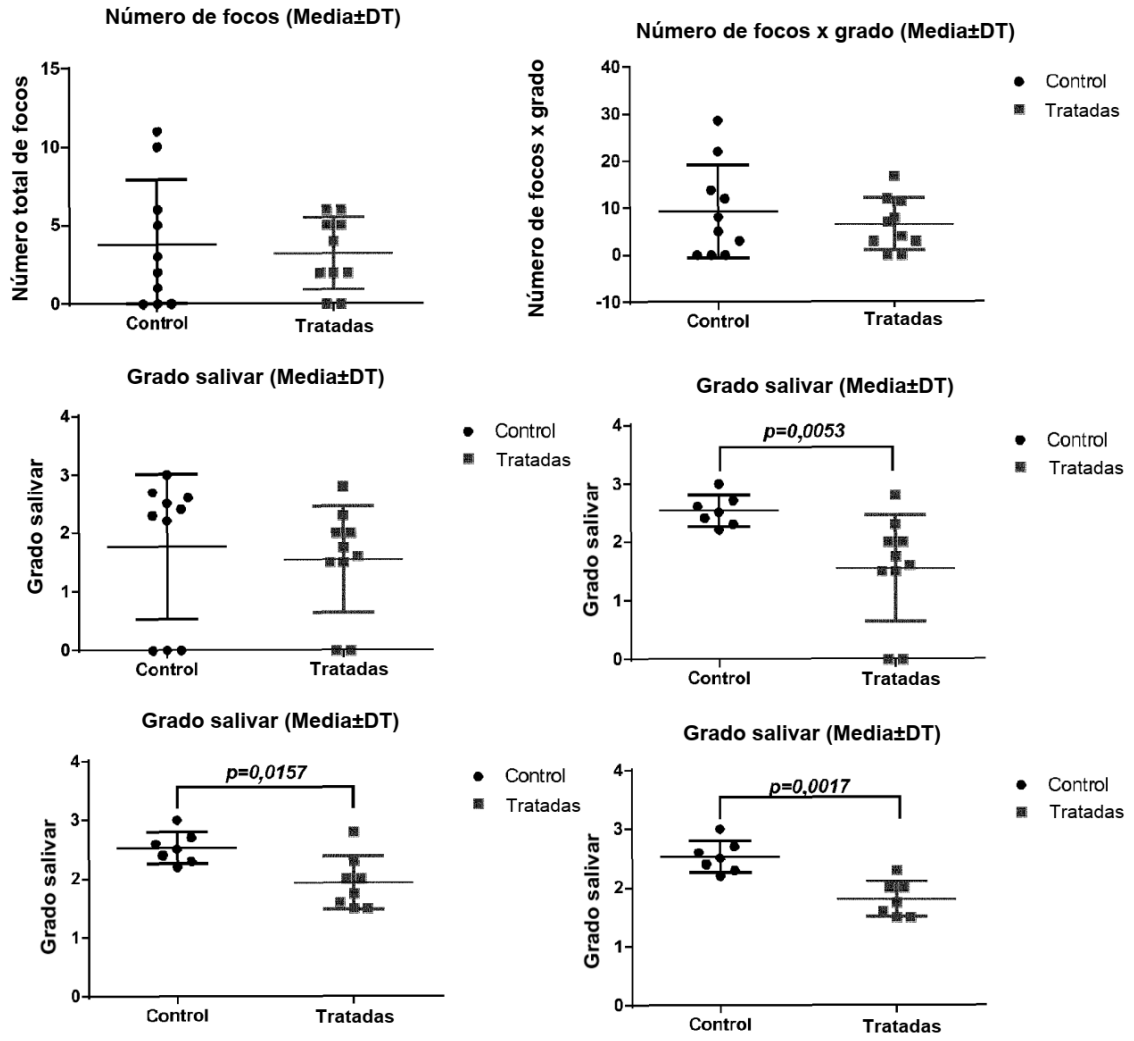 Número de focos (Media±DT)
Número total de focos
15
10
5
0
Control
Tratadas
Número de focos x grado (Media±DT)
Número de focos x grado
40
30
20
10
0
-10
Control
Tratadas
Control
Tratadas
Grado salivar (Media±DT)
Grado salivar
4
3
2
1
0
Control
Tratadas
Control
Tratadas
Grado salivar (Media±DT)
Grado salivar
4
3
2
1
0
p=0,0053
Control
Tratadas
Control
Tratadas
Grado salivar (Media±DT)
Grado salivar
4
3
2
1
0
p=0,0157
Control
Tratadas
Control
Tratadas
Grado salivar (Media±DT)
Grado salivar
4
3
2
1
0
p=0,0017
Control
Tratadas
Control
Tratadas